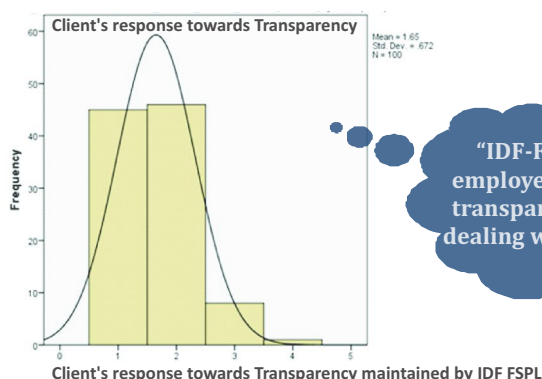 Client's response towards Transparency
Mean = 1.65
Std. Dev. = .672
N = 100
60
50
40
30
20
10
0
Frequency
0 1 2 3 4 5
"IDF-F
employe
transpar
dealing w
Client's response towards Transparency maintained by IDF FSPL